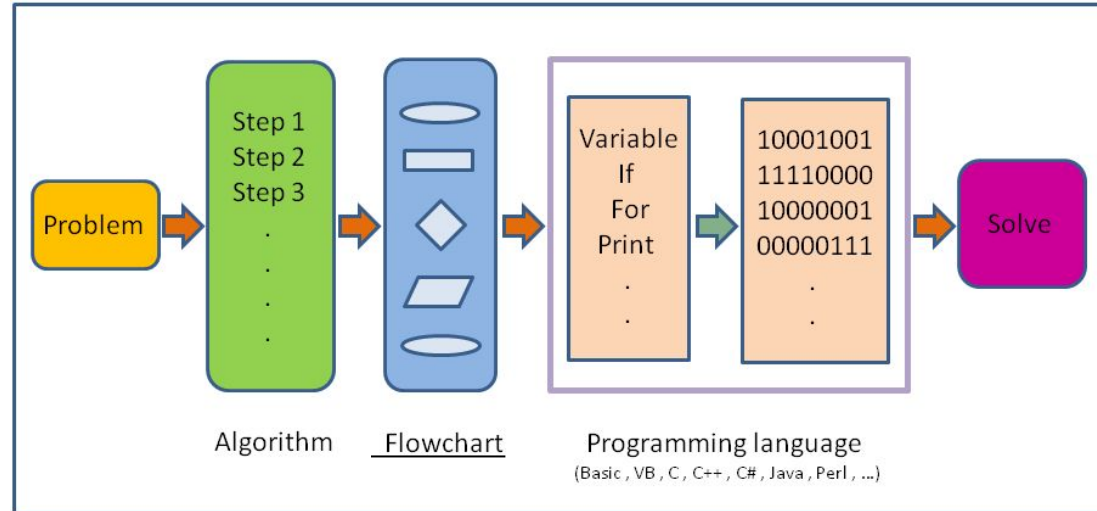 Problem
Step 1
Step 2
Step 3
.
.
.
.
Algorithm
Flowchart
Variable
If
For
Print
.
.
10001001
11110000
10000001
00000111
.
.
Programming language
(Basic , VB , C , C++ , C# , Java , Perl , ...)
Solve